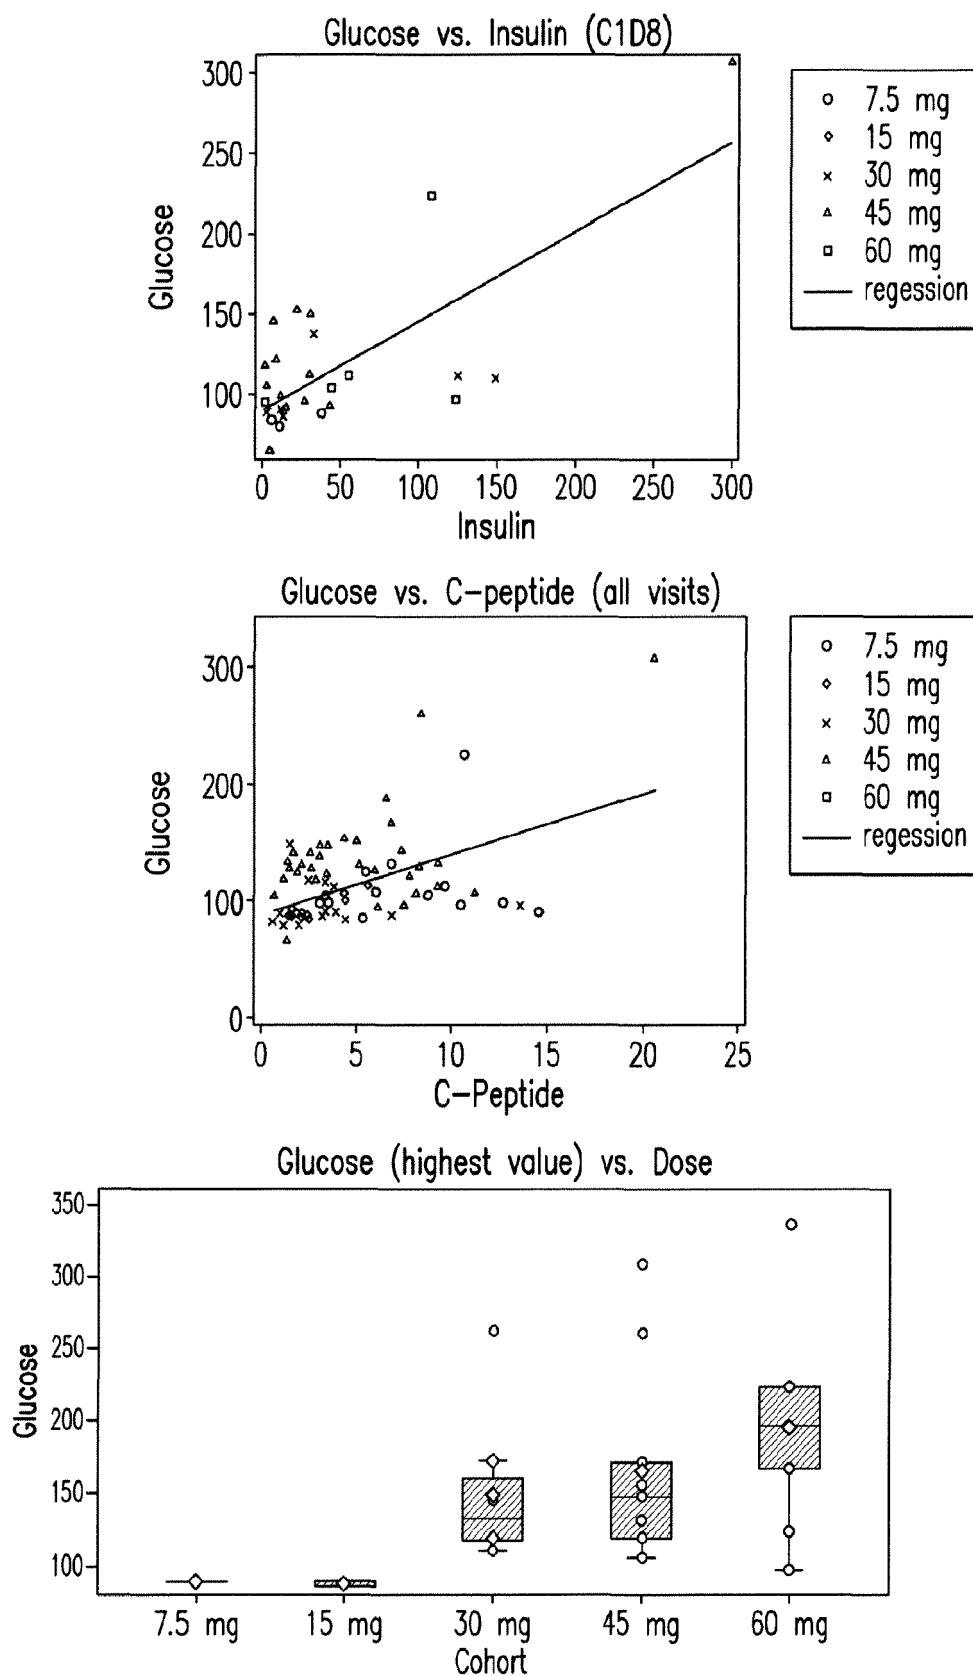 Glucose vs. Insulin (C1D8)
300
250
200
150
100
Glucose
0 50 100 150 200 250 300
Insulin
7.5 mg
15 mg
30 mg
45 mg
60 mg
regession
Glucose vs. C-peptide (all visits)
300
200
100
0
Glucose
0 5 10 15 20 25
C-Peptide
7.5 mg
15 mg
30 mg
45 mg
60 mg
regession
Glucose (highest value) vs. Dose
350
300
250
200
150
100
Glucose
7.5 mg 15 mg 30 mg 45 mg 60 mg
Cohort